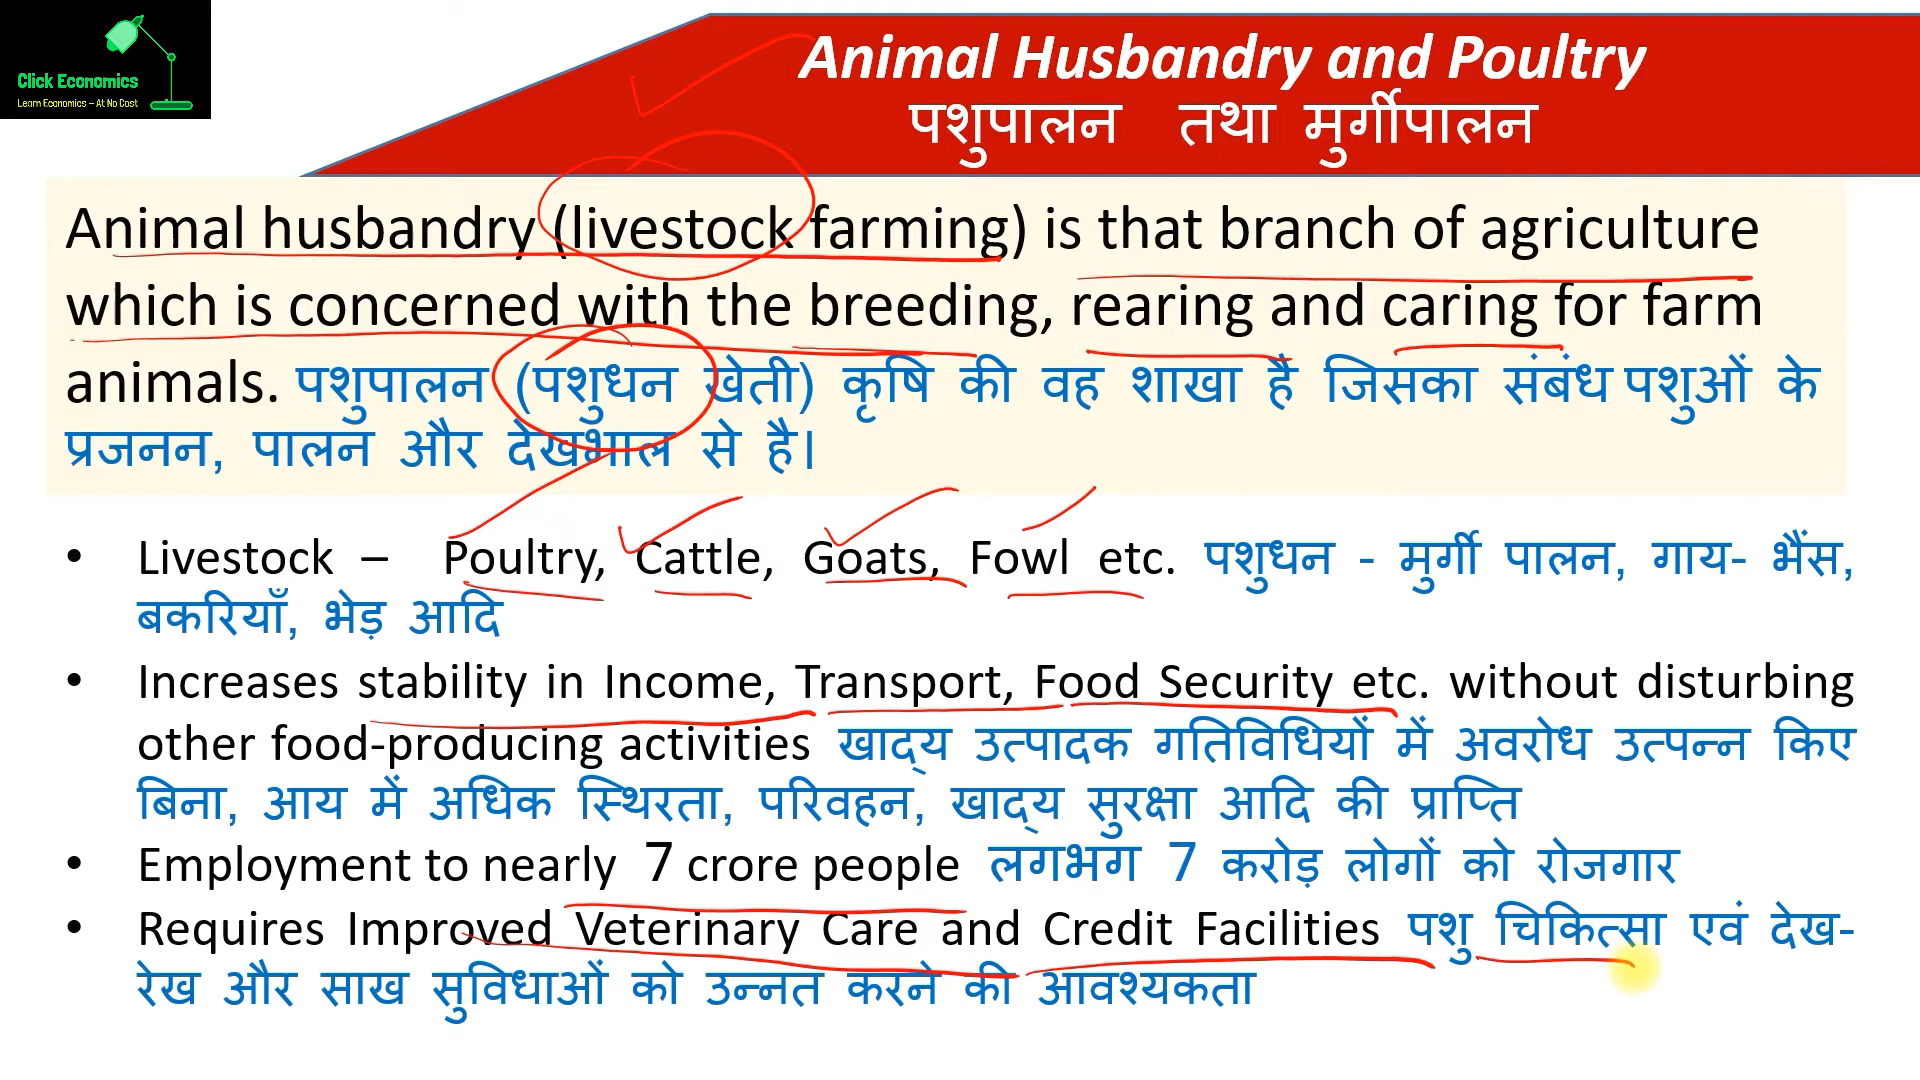 Click Economics
Learn Economics – At No Cost
Animal Husbandry and Poultry
पशुपालन तथा मुर्गीपालन
Animal husbandry (livestock farming) is that branch of agriculture
which is concerned with the breeding, rearing and caring for farm
animals. पशुपालन (पशुधन खेती) कृषि की वह शाखा है जिसका संबंध पशुओं के
प्रजनन, पालन और देखभाल से है।
• Livestock – Poultry, Cattle, Goats, Fowl etc. पशुधन - मुर्गी पालन, गाय- भैंस,
बकरियाँ, भेड़ आदि
• Increases stability in Income, Transport, Food Security etc. without disturbing
other food-producing activities खाद्य उत्पादक गतिविधियों में अवरोध उत्पन्न किए
बिना, आय में अधिक स्थिरता, परिवहन, खाद्य सुरक्षा आदि की प्राप्ति
• Employment to nearly 7 crore people लगभग 7 करोड़ लोगों को रोजगार
• Requires Improved Veterinary Care and Credit Facilities पशु चिकित्सा एवं देख-
रेख और साख सुविधाओं को उन्नत करने की आवश्यकता